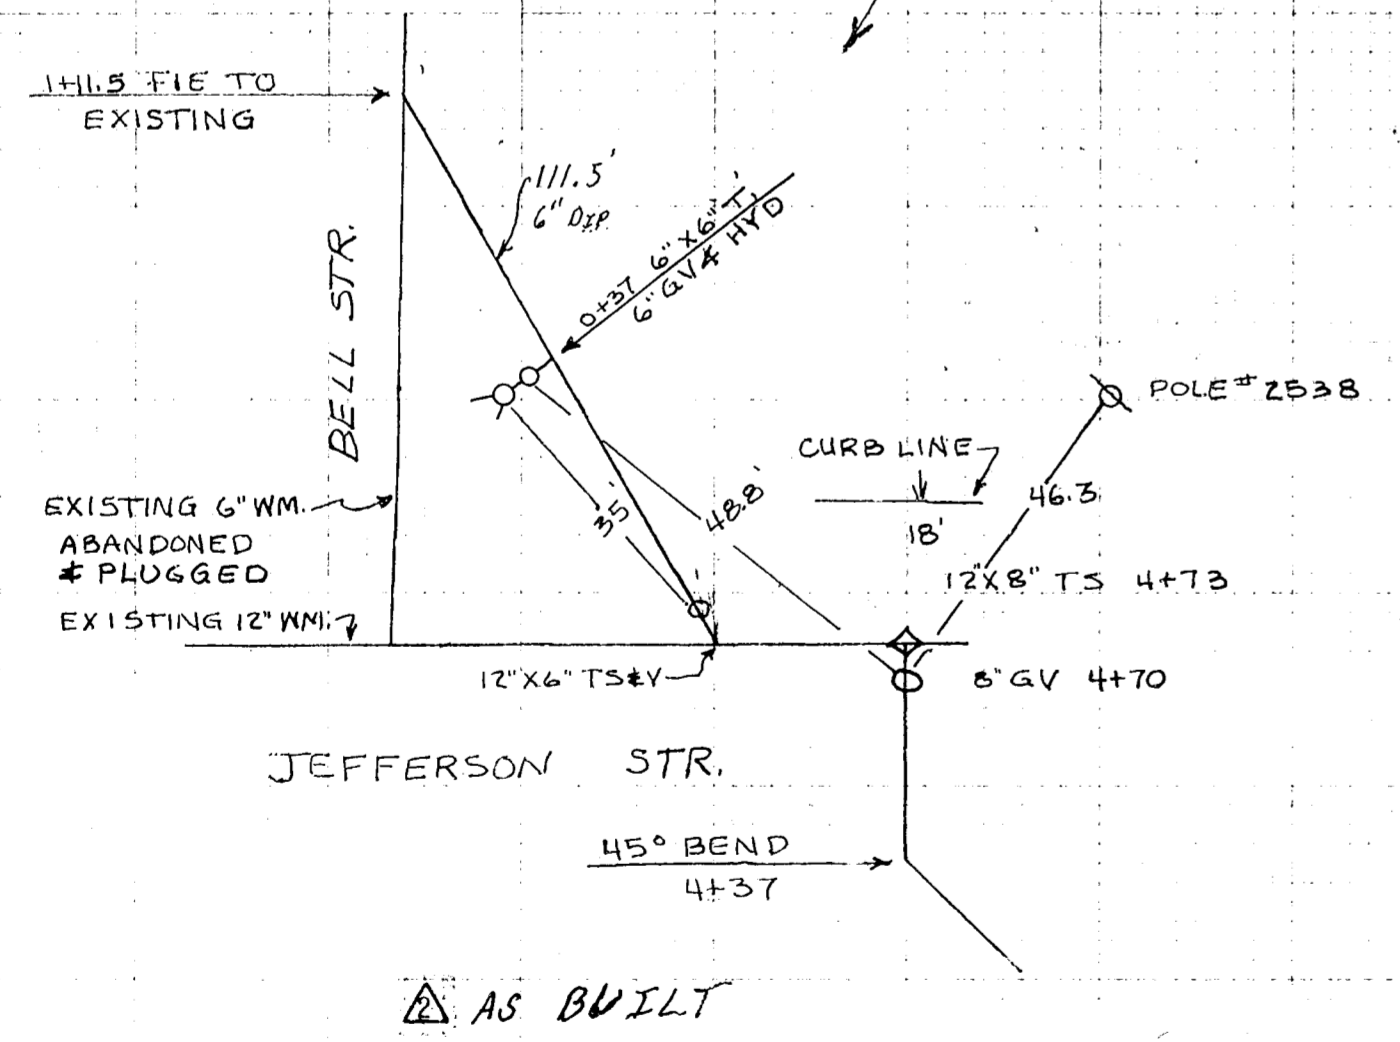 1+11.5 TIE TO
EXISTING
111.5'
6" DIP
0+37 6"X6" T,
6" GV & HYD
BELL STR.
POLE # 2538
CURB LINE
46.3
18'
35'
48.8'
EXISTING 6" WM.
ABANDONED
& PLUGGED
12"X8" TS 4+73
EXISTING 12" WM.
12"X6" TS&V
8" GV 4+70
JEFFERSON STR.
45° BEND
4+37
2 AS BUILT